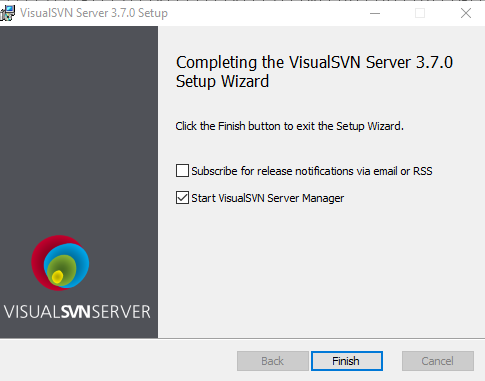 VisualSVN Server 3.7.0 Setup
Completing the VisualSVN Server 3.7.0
Setup Wizard
Click the Finish button to exit the Setup Wizard.
Subscribe for release notifications via email or RSS
Start VisualSVN Server Manager
VISUALSVNSERVER
Back
Finish
Cancel